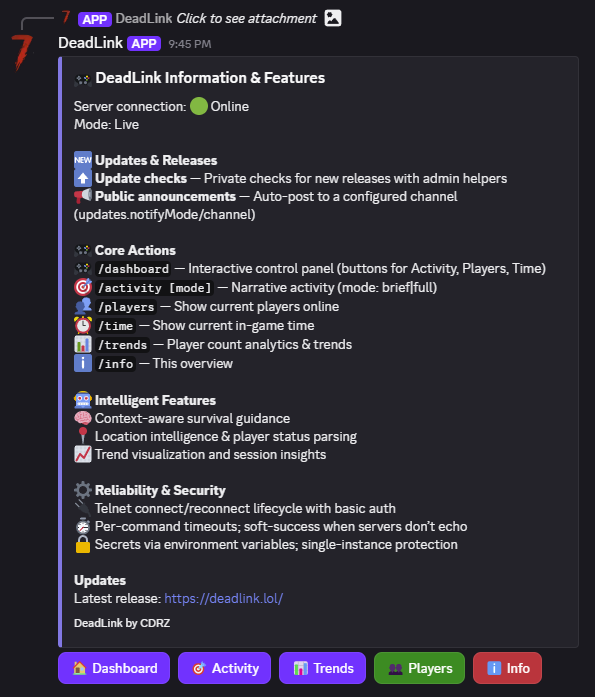 7 APP DeadLink Click to see attachment
7
DeadLink APP 9:45 PM
DeadLink Information & Features
Server connection: Online
Mode: Live
NEW Updates & Releases
Update checks — Private checks for new releases with admin helpers
Public announcements — Auto-post to a configured channel
(updates.notifyMode/channel)
Core Actions
/dashboard — Interactive control panel (buttons for Activity, Players, Time)
/activity [mode] — Narrative activity (mode: brief|full)
/players — Show current players online
/time — Show current in-game time
/trends — Player count analytics & trends
/info — This overview
Intelligent Features
Context-aware survival guidance
Location intelligence & player status parsing
Trend visualization and session insights
Reliability & Security
Telnet connect/reconnect lifecycle with basic auth
Per-command timeouts; soft-success when servers don't echo
Secrets via environment variables; single-instance protection
Updates
Latest release: https://deadlink.lol/
DeadLink by CDRZ
Dashboard Activity Trends Players Info